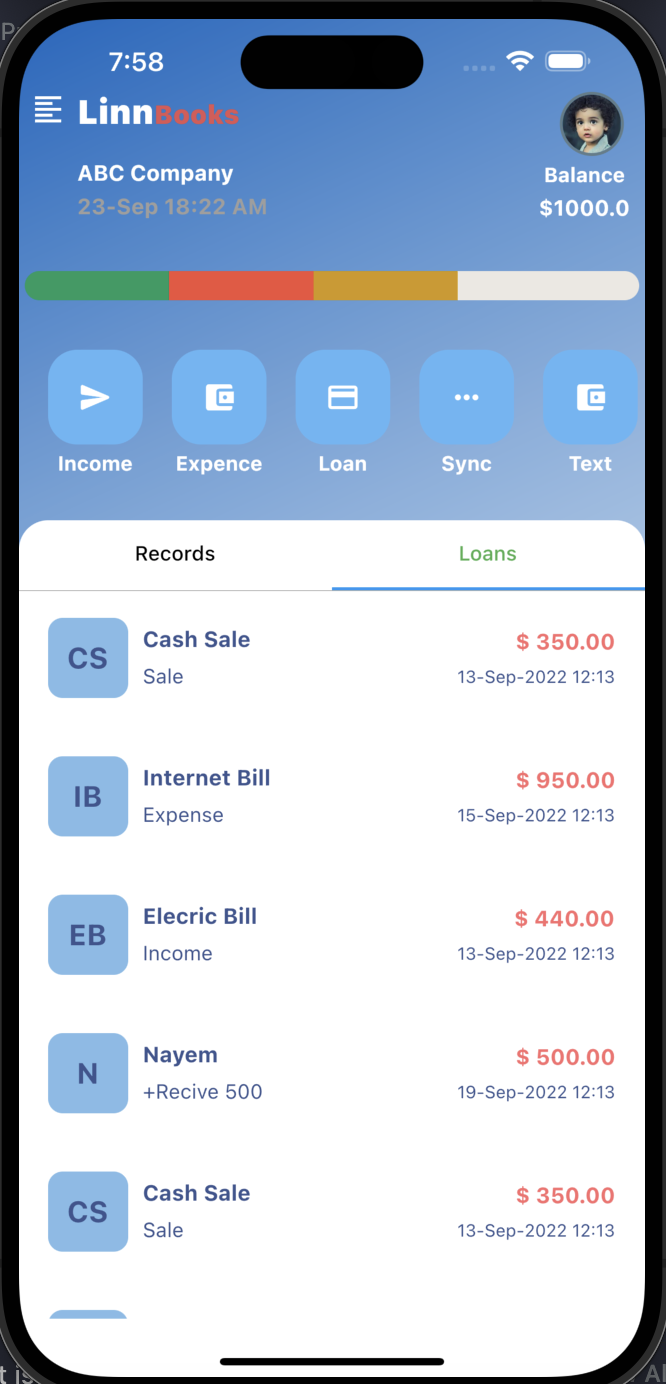 7:58
LinnBooks
ABC Company
23-Sep 18:22 AM
Balance
$1000.0
Income
Expence
Loan
Sync
Text
Records
Loans
CS
Cash Sale
$ 350.00
Sale
13-Sep-2022 12:13
IB
Internet Bill
$ 950.00
Expense
15-Sep-2022 12:13
EB
Elecric Bill
$ 440.00
Income
13-Sep-2022 12:13
N
Nayem
$ 500.00
+Recive 500
19-Sep-2022 12:13
CS
Cash Sale
$ 350.00
Sale
13-Sep-2022 12:13